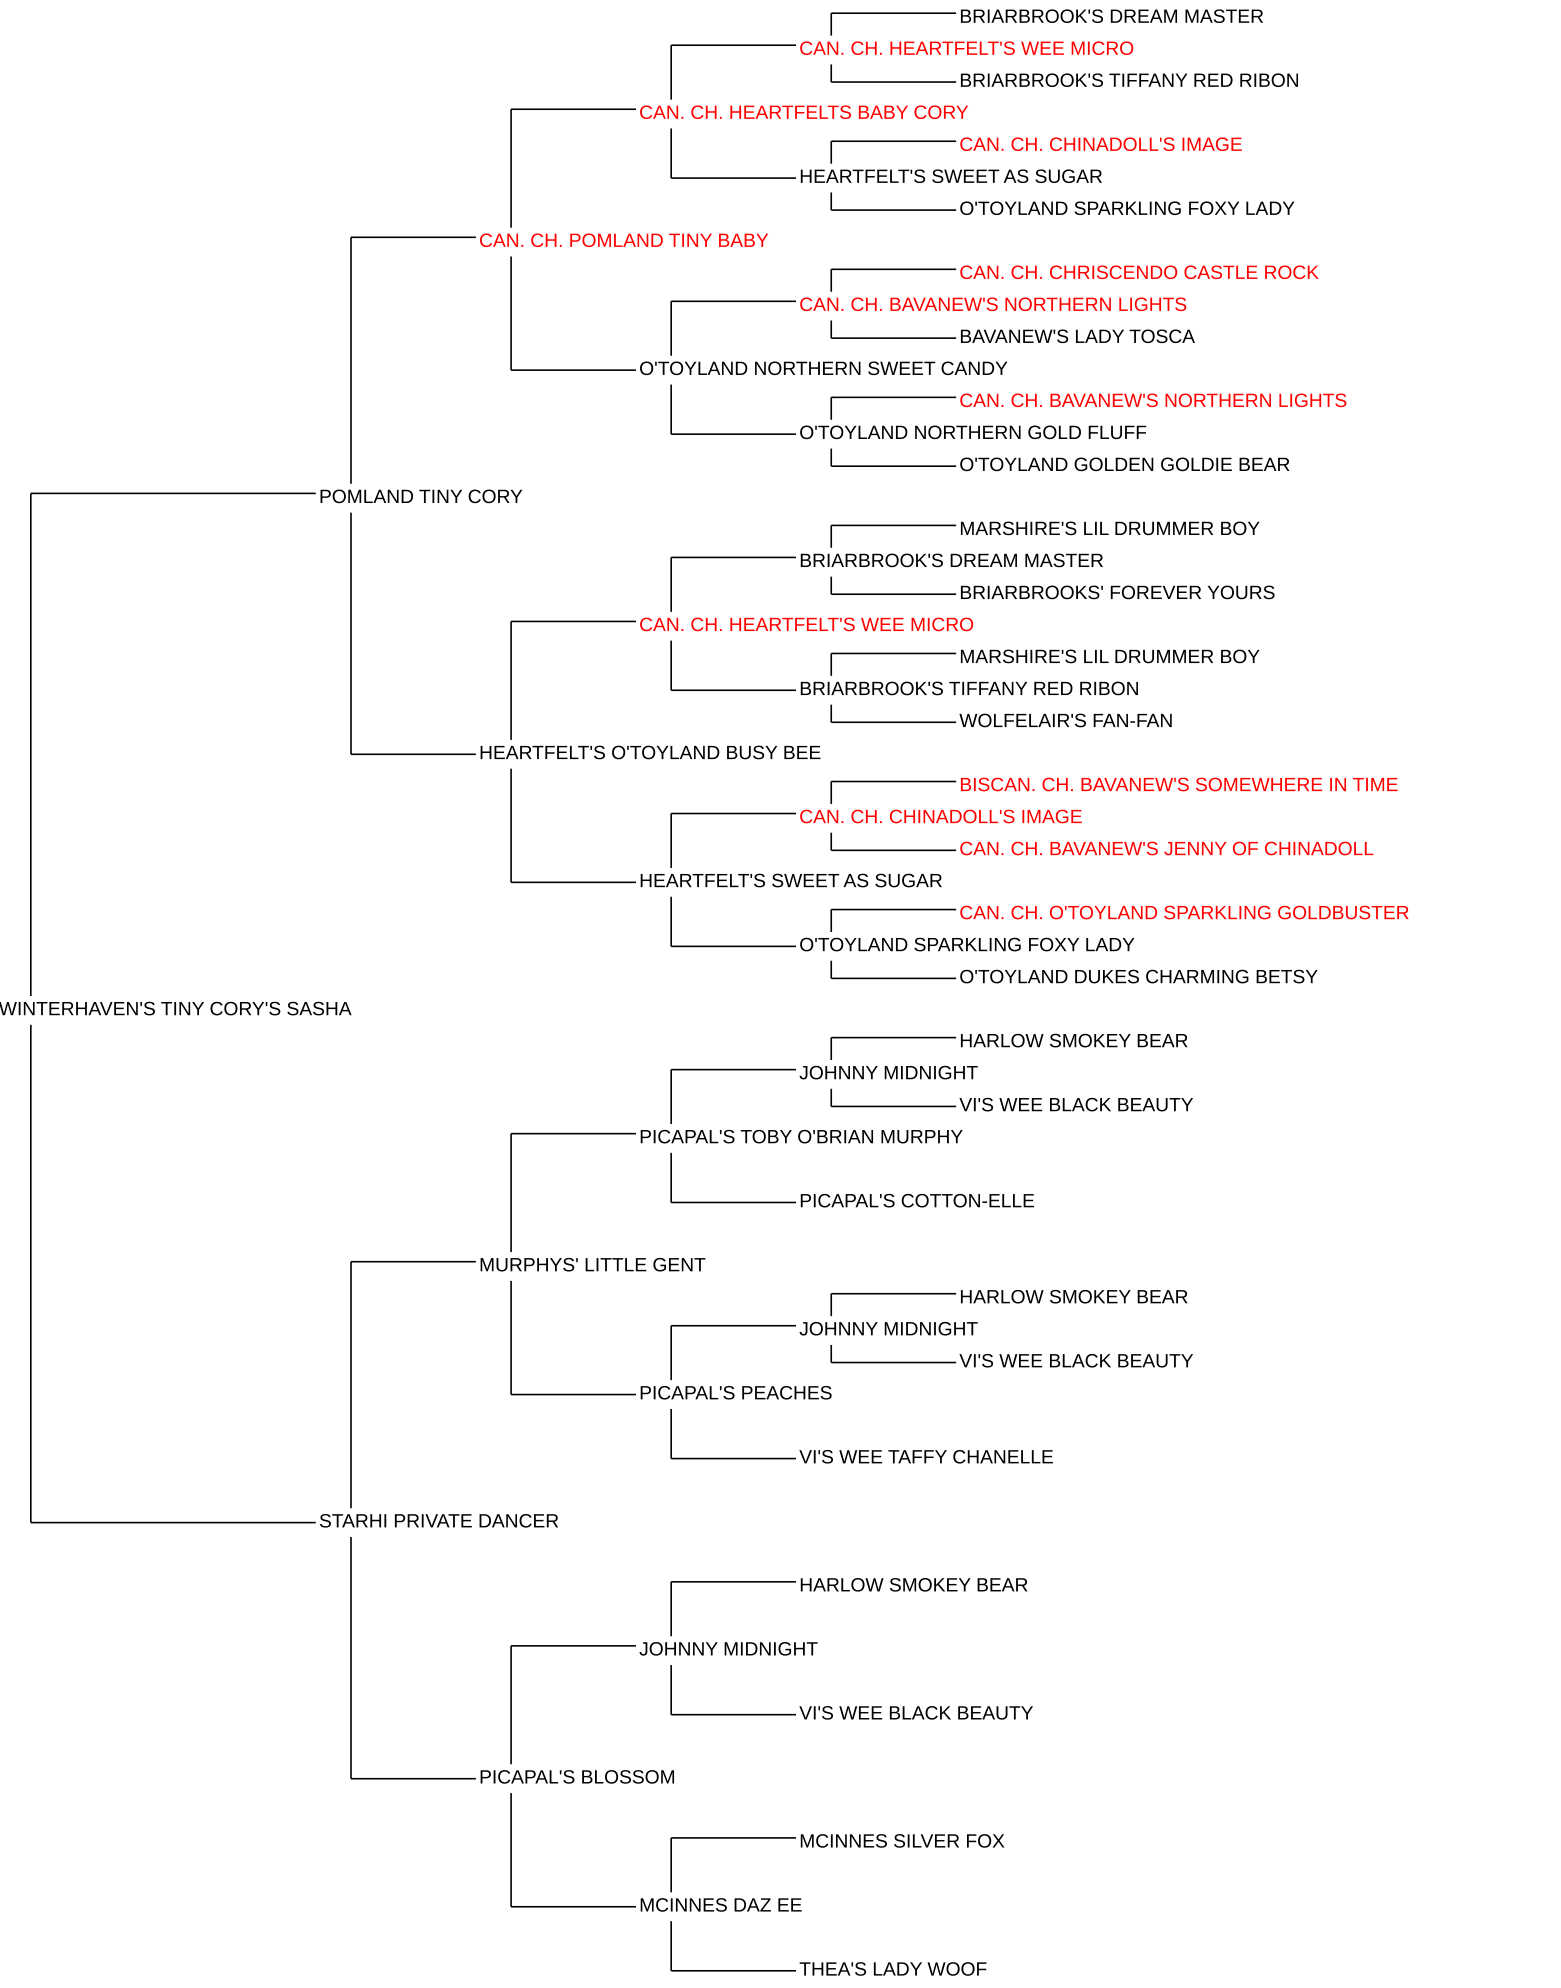 BRIARBROOK'S DREAM MASTER
CAN. CH. HEARTFELT'S WEE MICRO
BRIARBROOK'S TIFFANY RED RIBON
CAN. CH. HEARTFELTS BABY CORY
CAN. CH. CHINADOLL'S IMAGE
HEARTFELT'S SWEET AS SUGAR
O'TOYLAND SPARKLING FOXY LADY
CAN. CH. POMLAND TINY BABY
CAN. CH. CHRISCENDO CASTLE ROCK
CAN. CH. BAVANEW'S NORTHERN LIGHTS
BAVANEW'S LADY TOSCA
O'TOYLAND NORTHERN SWEET CANDY
CAN. CH. BAVANEW'S NORTHERN LIGHTS
O'TOYLAND NORTHERN GOLD FLUFF
O'TOYLAND GOLDEN GOLDIE BEAR
POMLAND TINY CORY
MARSHIRE'S LIL DRUMMER BOY
BRIARBROOK'S DREAM MASTER
BRIARBROOKS' FOREVER YOURS
CAN. CH. HEARTFELT'S WEE MICRO
MARSHIRE'S LIL DRUMMER BOY
BRIARBROOK'S TIFFANY RED RIBON
WOLFELAIR'S FAN-FAN
HEARTFELT'S O'TOYLAND BUSY BEE
BISCAN. CH. BAVANEW'S SOMEWHERE IN TIME
CAN. CH. CHINADOLL'S IMAGE
CAN. CH. BAVANEW'S JENNY OF CHINADOLL
HEARTFELT'S SWEET AS SUGAR
CAN. CH. O'TOYLAND SPARKLING GOLDBUSTER
O'TOYLAND SPARKLING FOXY LADY
O'TOYLAND DUKES CHARMING BETSY
WINTERHAVEN'S TINY CORY'S SASHA
HARLOW SMOKEY BEAR
JOHNNY MIDNIGHT
VI'S WEE BLACK BEAUTY
PICAPAL'S TOBY O'BRIAN MURPHY
PICAPAL'S COTTON-ELLE
MURPHYS' LITTLE GENT
HARLOW SMOKEY BEAR
JOHNNY MIDNIGHT
VI'S WEE BLACK BEAUTY
PICAPAL'S PEACHES
VI'S WEE TAFFY CHANELLE
STARHI PRIVATE DANCER
HARLOW SMOKEY BEAR
JOHNNY MIDNIGHT
VI'S WEE BLACK BEAUTY
PICAPAL'S BLOSSOM
MCINNES SILVER FOX
MCINNES DAZ EE
THEA'S LADY WOOF